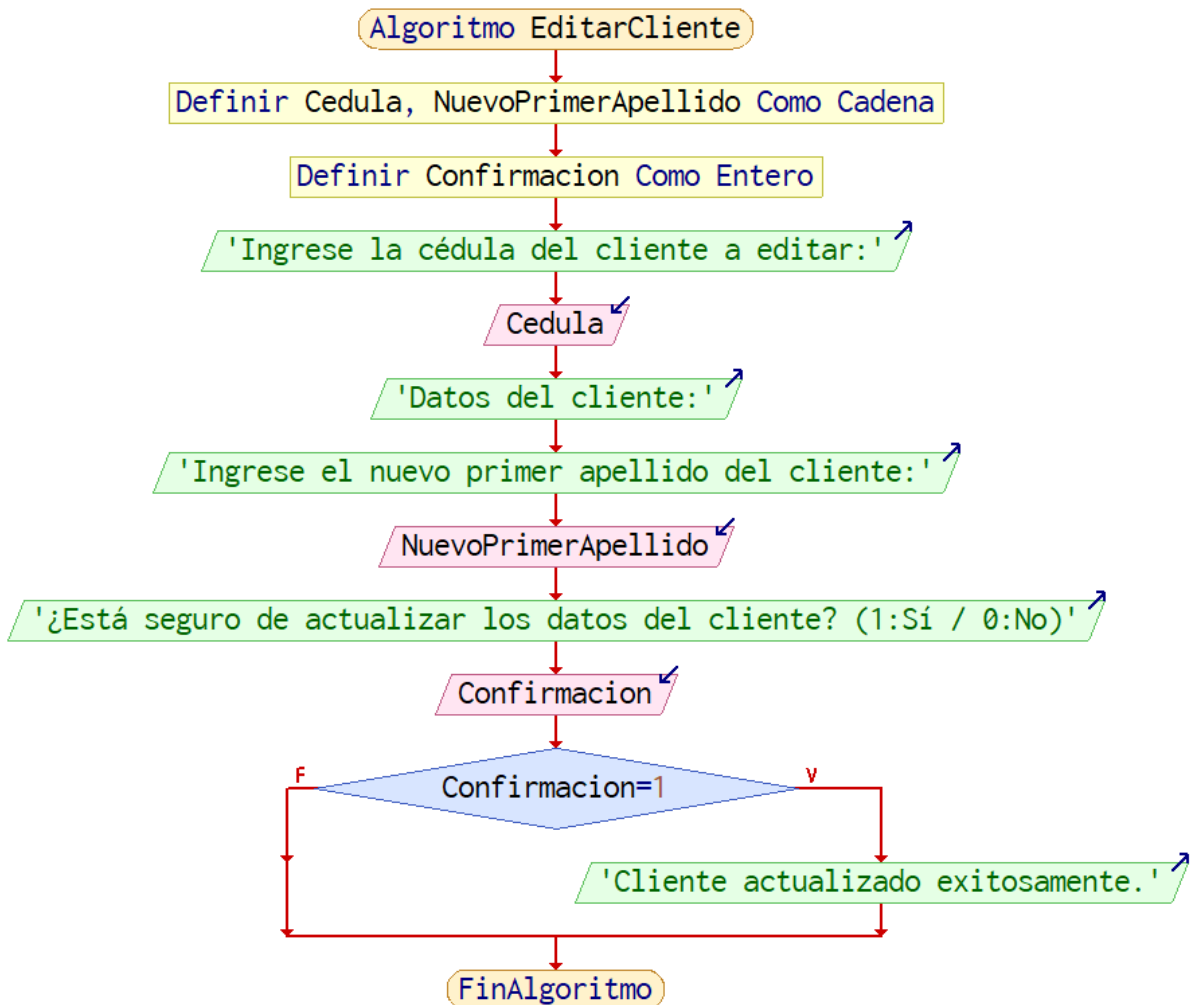 Algoritmo EditarCliente
Definir Cedula, NuevoPrimerApellido Como Cadena
Definir Confirmacion Como Entero
'Ingrese la cédula del cliente a editar:'
Cedula
'Datos del cliente:'
'Ingrese el nuevo primer apellido del cliente:'
NuevoPrimerApellido
'¿Está seguro de actualizar los datos del cliente? (1:Sí / 0:No)'
Confirmacion
F
Confirmacion=1
V
'Cliente actualizado exitosamente.'
FinAlgoritmo